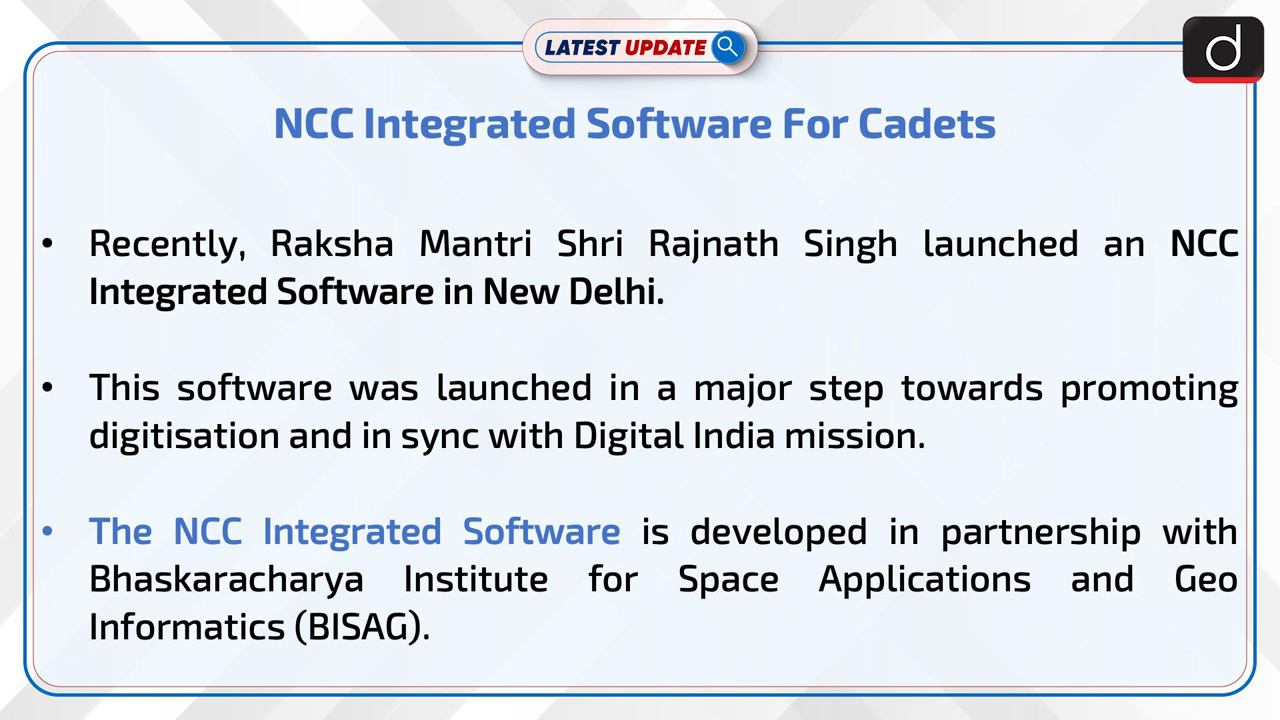 LATEST UPDATE
d
NCC Integrated Software For Cadets
• Recently, Raksha Mantri Shri Rajnath Singh launched an NCC
Integrated Software in New Delhi.
• This software was launched in a major step towards promoting
digitisation and in sync with Digital India mission.
• The NCC Integrated Software is developed in partnership with
Bhaskaracharya Institute for Space Applications and Geo
Informatics (BISAG).